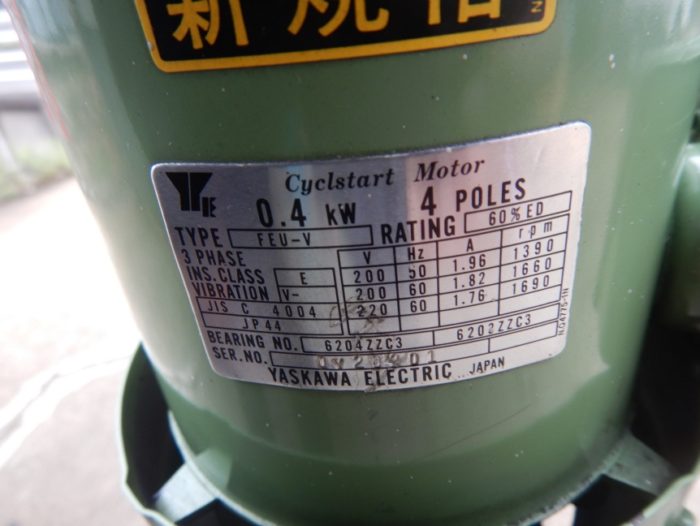 新規格
Cyclstart Motor
0.4 kW 4 POLES
TYPE FEU-V RATING 60%ED
3 PHASE V Hz A rpm
INS.CLASS E 200 50 1.96 1390
VIBRATION V- 200 60 1.82 1660
JIS C 4004 220 60 1.76 1690
JP44
BEARING NO. 6204ZZC3 6202ZZC3
SER.NO.
YASKAWA ELECTRIC JAPAN